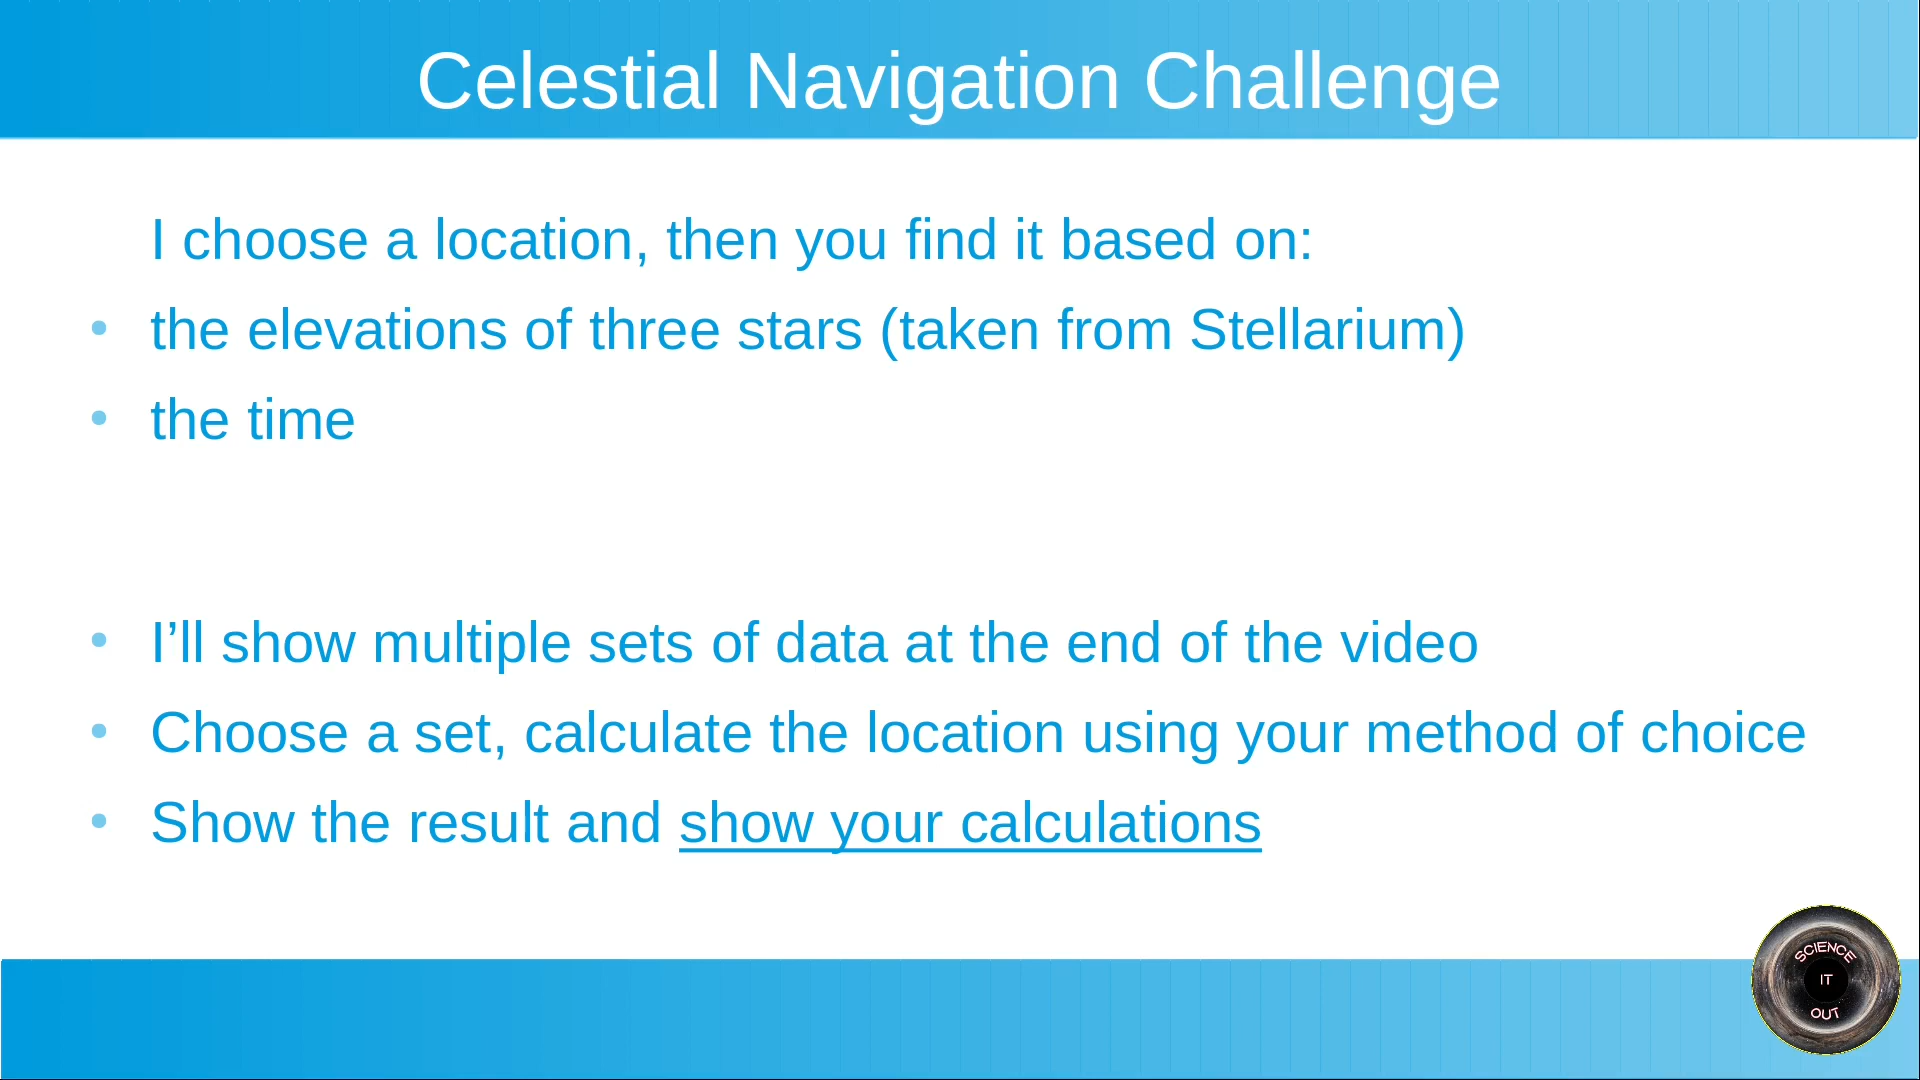 Celestial Navigation Challenge
I choose a location, then you find it based on:
• the elevations of three stars (taken from Stellarium)
• the time
• I’ll show multiple sets of data at the end of the video
• Choose a set, calculate the location using your method of choice
• Show the result and show your calculations
SCIENCE
IT
OUT